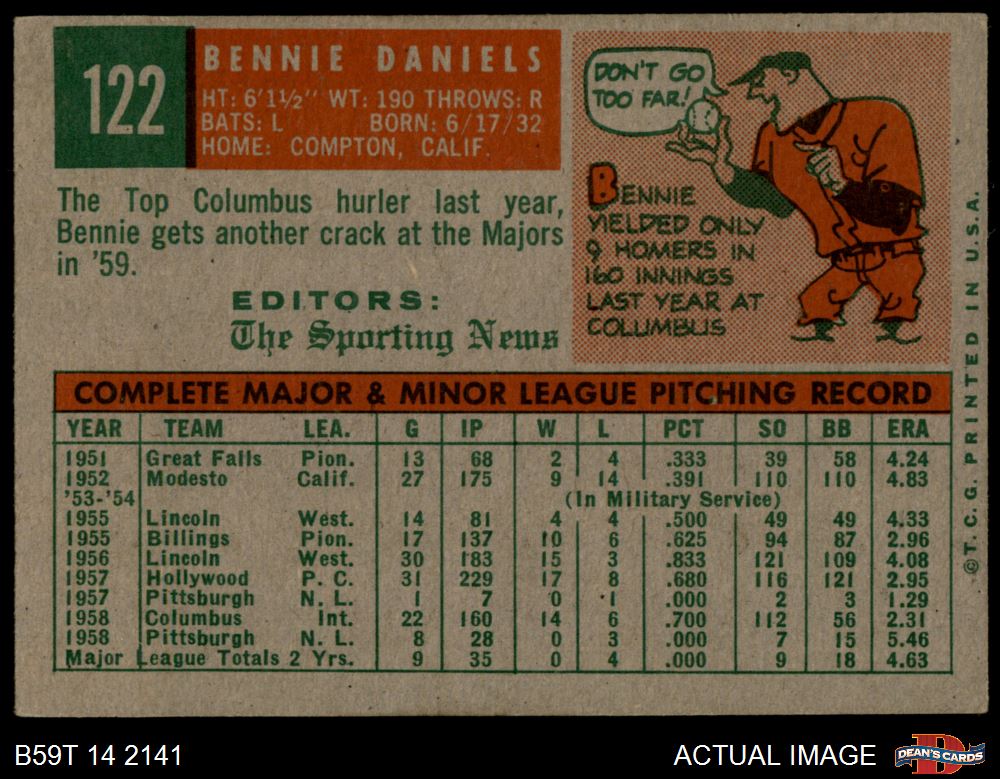 122
BENNIE DANIELS
HT: 6'1½" WT: 190 THROWS: R
BATS: L BORN: 6/17/32
HOME: COMPTON, CALIF.
The Top Columbus hurler last year,
Bennie gets another crack at the Majors
in '59.
EDITORS:
The Sporting News
DON'T GO
TOO FAR!
BENNIE
YIELDED ONLY
9 HOMERS IN
160 INNINGS
LAST YEAR AT
COLUMBUS
COMPLETE MAJOR & MINOR LEAGUE PITCHING RECORD
YEAR TEAM LEA. G IP W L PCT SO BB ERA
1951 Great Falls Pion. 13 68 2 4 .333 39 58 4.24
1952 Modesto Calif. 27 175 9 14 .391 110 110 4.83
'53-'54 (In Military Service)
1955 Lincoln West. 14 81 4 4 .500 49 49 4.33
1955 Billings Pion. 17 137 10 6 .625 94 87 2.96
1956 Lincoln West. 30 183 15 3 .833 121 109 4.08
1957 Hollywood P. C. 31 229 17 8 .680 116 121 2.95
1957 Pittsburgh N. L. 1 7 0 1 .000 2 3 1.29
1958 Columbus Int. 22 160 14 6 .700 112 56 2.31
1958 Pittsburgh N. L. 8 28 0 3 .000 7 15 5.46
Major League Totals 2 Yrs. 9 35 0 4 .000 9 18 4.63
©T. C. G. PRINTED IN U.S.A.
B59T 14 2141
ACTUAL IMAGE
DEAN'S CARDS